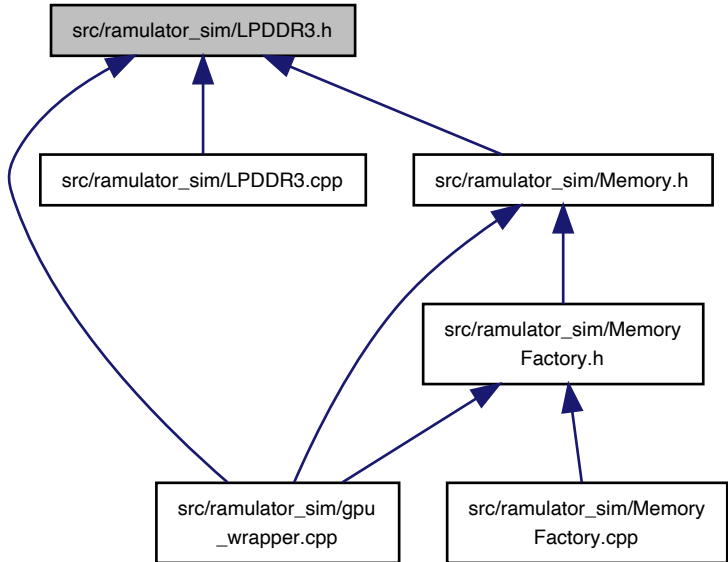 src/ramulator_sim/LPDDR3.h
src/ramulator_sim/LPDDR3.cpp
src/ramulator_sim/Memory.h
src/ramulator_sim/Memory
Factory.h
src/ramulator_sim/gpu
_wrapper.cpp
src/ramulator_sim/Memory
Factory.cpp